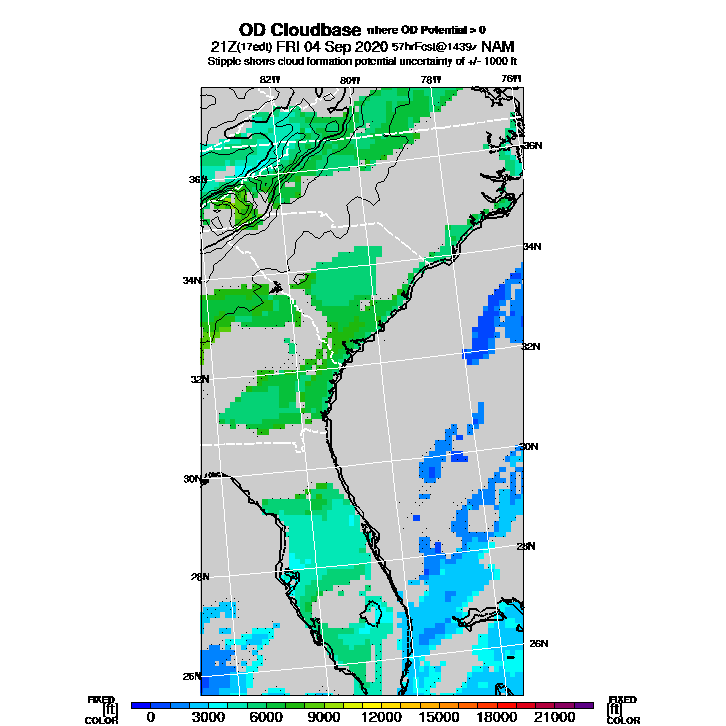 OD Cloudbase where OD Potential > 0
21Z(17edt) FRI 04 Sep 2020 57hrFcst@1439z NAM
Stipple shows cloud formation potential uncertainty of +/- 1000 ft
82W 80W 78W 76W
36N 36N
34N 34N
32N 32N
30N 30N
28N 28N
26N 26N
FIXED FIXED
[ft] [ft]
COLOR COLOR
0 3000 6000 9000 12000 15000 18000 21000